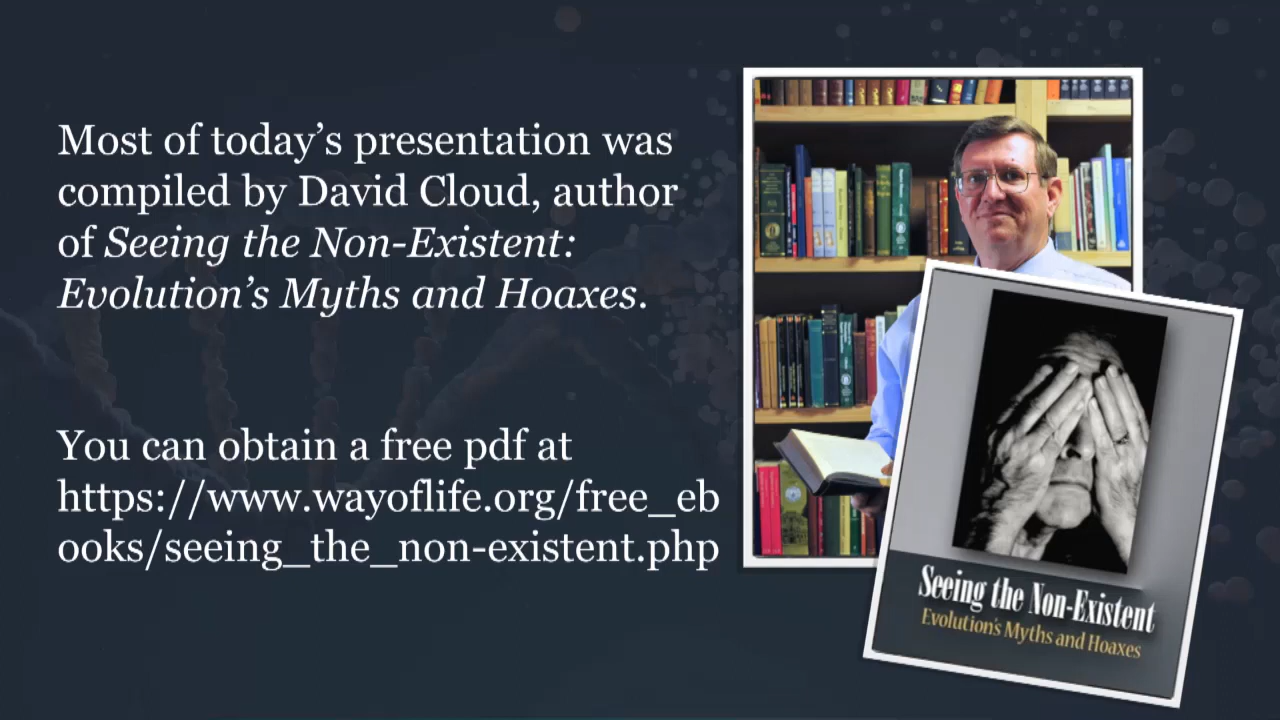 Most of today's presentation was
compiled by David Cloud, author
of Seeing the Non-Existent:
Evolution's Myths and Hoaxes.
You can obtain a free pdf at
https://www.wayoflife.org/free_eb
ooks/seeing_the_non-existent.php
Seeing the Non-Existent
Evolution's Myths and Hoaxes